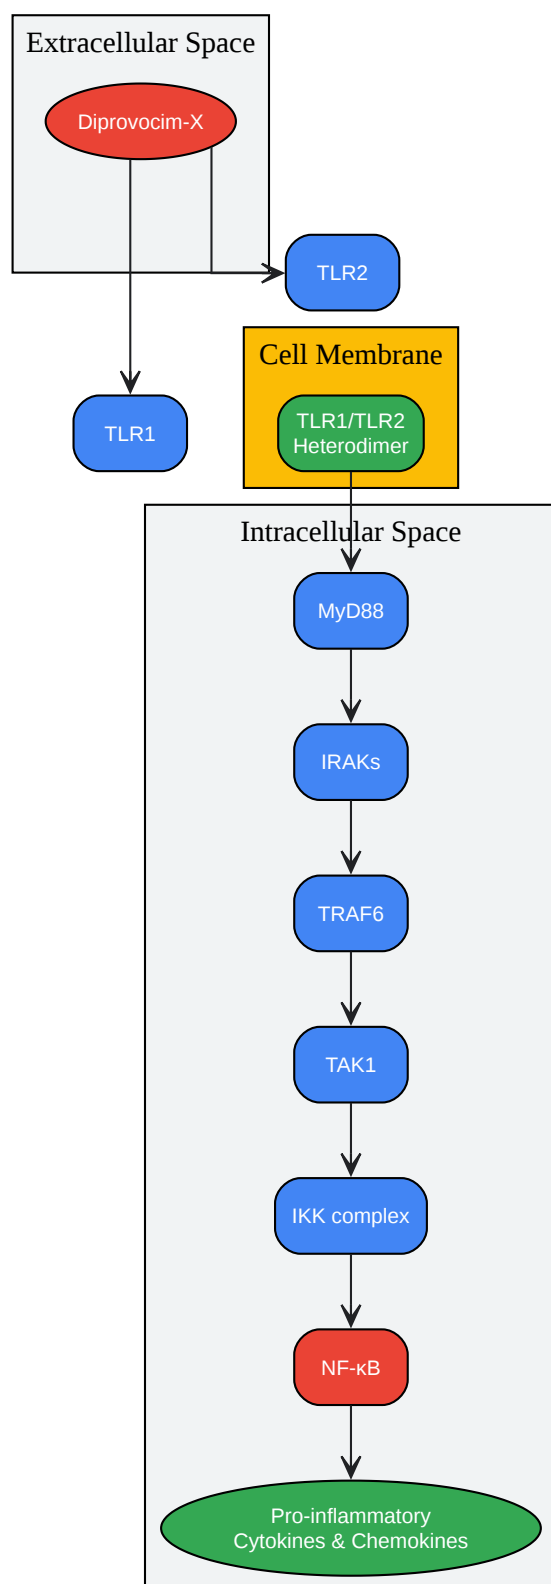 Extracellular Space
Diprovocim-X
TLR2
Cell Membrane
TLR1/TLR2
Heterodimer
TLR1
Intracellular Space
MyD88
IRAKs
TRAF6
TAK1
IKK complex
NF-κB
Pro-inflammatory
Cytokines & Chemokines